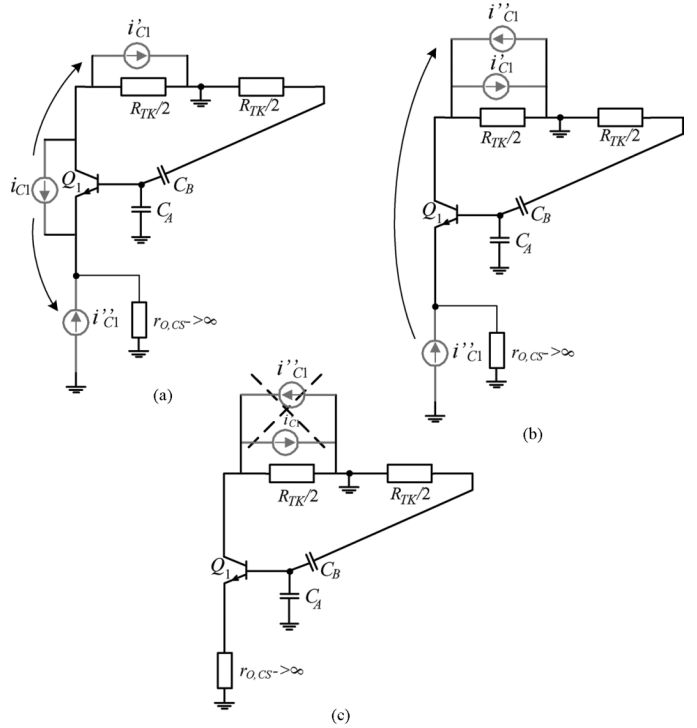 i'C1
RTK/2
RTK/2
iC1
Q1
CB
CA
i''C1
rO,CS->∞
(a)
i''C1
i'C1
RTK/2
RTK/2
Q1
CB
CA
i''C1
rO,CS->∞
(b)
i''C1
iC1
RTK/2
RTK/2
Q1
CB
CA
rO,CS->∞
(c)